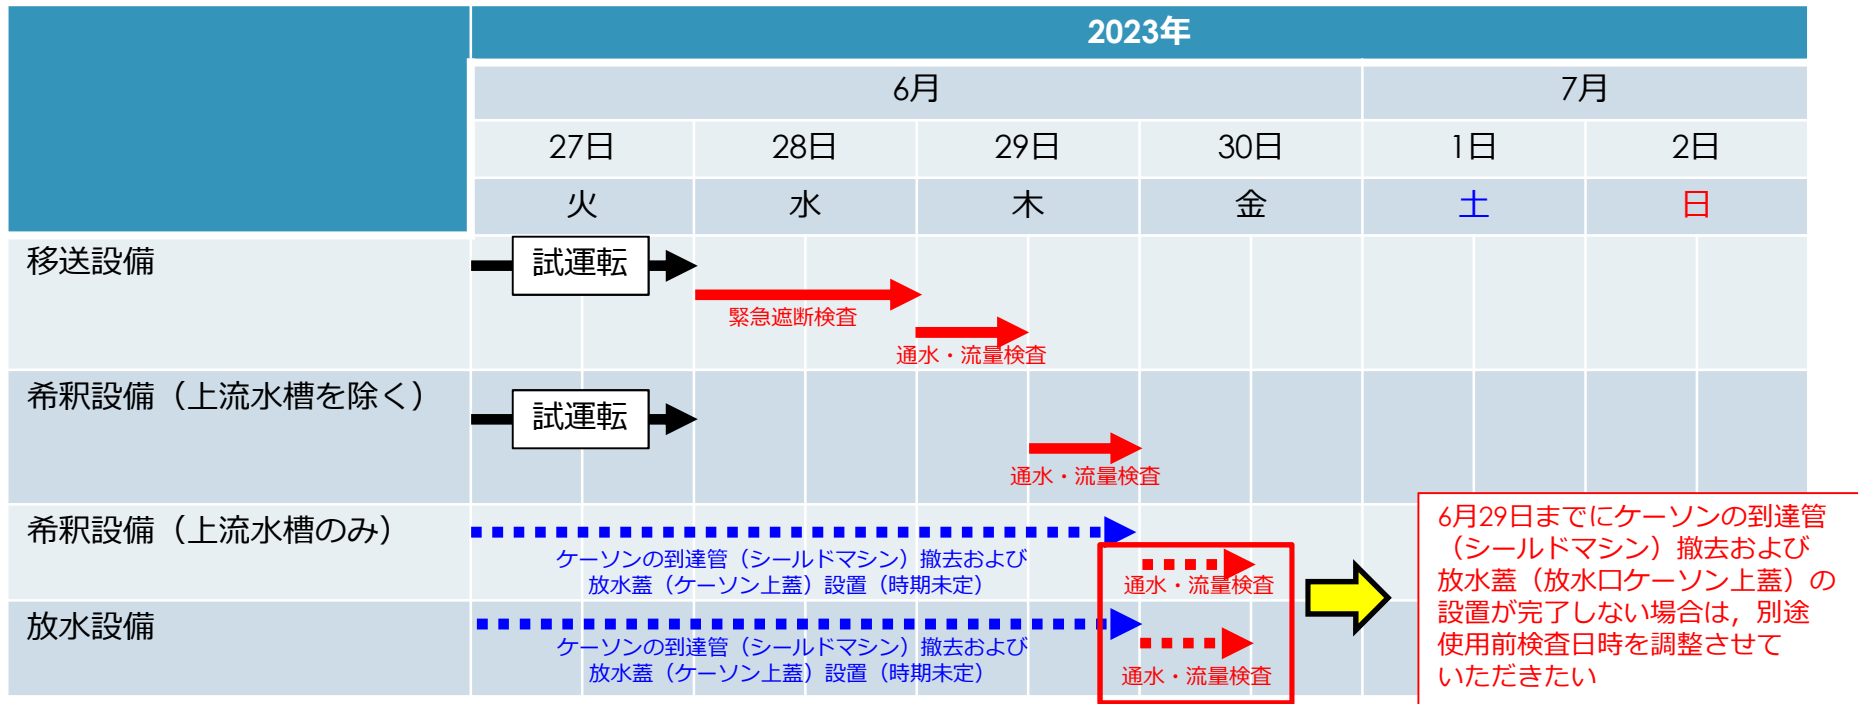 2023年
6月
7月
27日
28日
29日
30日
1日
2日
火
水
木
金
土
日
移送設備
試運転
緊急遮断検査
通水・流量検査
希釈設備（上流水槽を除く）
試運転
通水・流量検査
希釈設備（上流水槽のみ）
ケーソンの到達管（シールドマシン）撤去および
放水蓋（ケーソン上蓋）設置（時期未定）
通水・流量検査
放水設備
ケーソンの到達管（シールドマシン）撤去および
放水蓋（ケーソン上蓋）設置（時期未定）
通水・流量検査
6月29日までにケーソンの到達管
（シールドマシン）撤去および
放水蓋（放水口ケーソン上蓋）の
設置が完了しない場合は，別途
使用前検査日時を調整させて
いただきたい